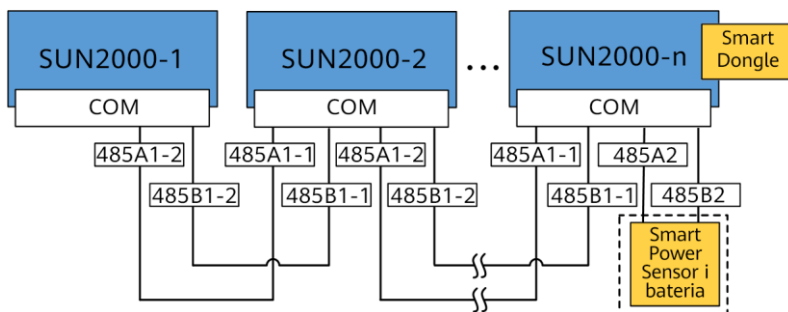 SUN2000-1
SUN2000-2
...
SUN2000-n
Smart
Dongle
COM
COM
COM
485A1-2
485A1-1
485A1-2
485A1-1
485A2
485B1-2
485B1-1
485B1-2
485B1-1
485B2
Smart
Power
Sensor i
bateria